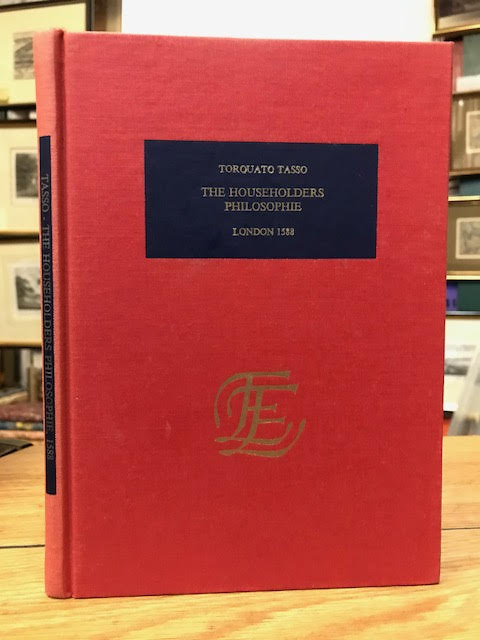 TORQUATO TASSO
THE HOUSEHOLDERS
PHILOSOPHIE
LONDON 1588
TASSO - THE HOUSEHOLDERS PHILOSOPHIE, 1588